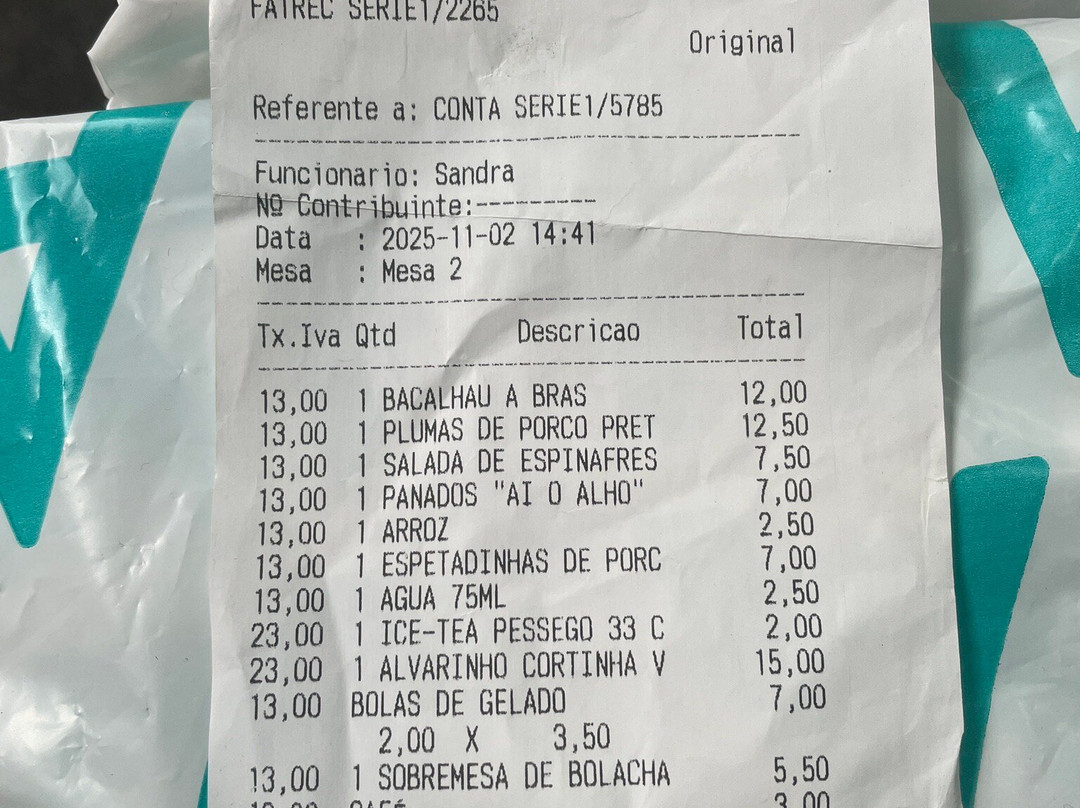 FATREC SERIE1/2265
Original
Referente a: CONTA SERIE1/5785
Funcionario: Sandra
Nº Contribuinte:---------
Data : 2025-11-02 14:41
Mesa : Mesa 2
Tx.Iva Qtd Descricao Total
13,00 1 BACALHAU A BRAS 12,00
13,00 1 PLUMAS DE PORCO PRET 12,50
13,00 1 SALADA DE ESPINAFRES 7,50
13,00 1 PANADOS "AI O ALHO" 7,00
13,00 1 ARROZ 2,50
13,00 1 ESPETADINHAS DE PORC 7,00
13,00 1 AGUA 75ML 2,50
23,00 1 ICE-TEA PESSEGO 33 C 2,00
23,00 1 ALVARINHO CORTINHA V 15,00
13,00 BOLAS DE GELADO 7,00
2,00 X 3,50
13,00 1 SOBREMESA DE BOLACHA 5,50
CAFÉ 3,00